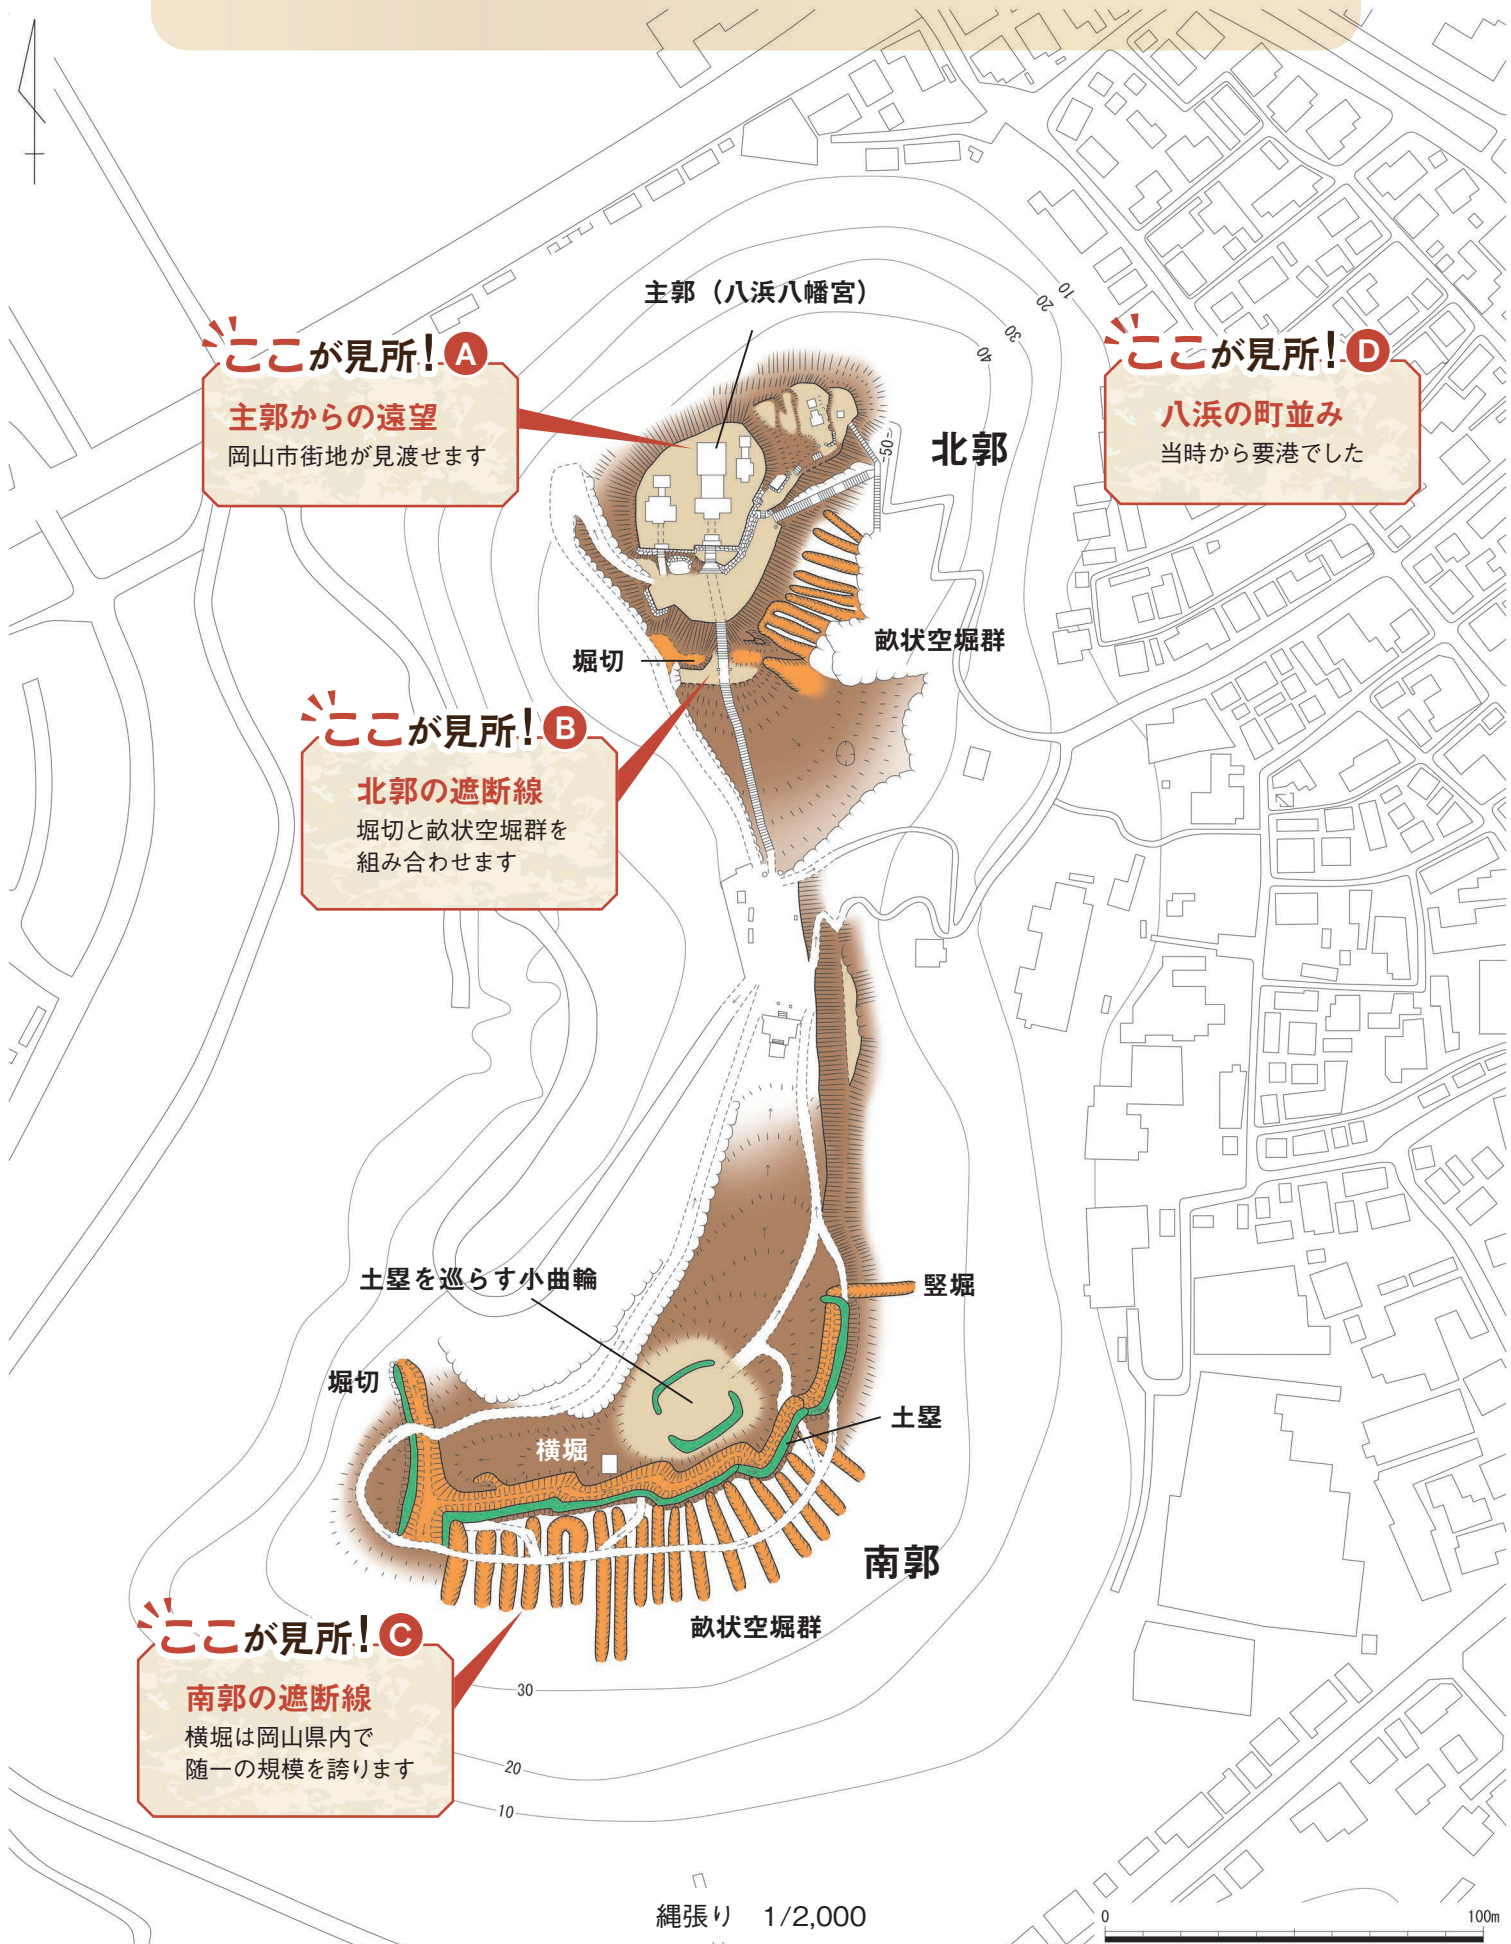 主郭（八浜八幡宮）
10
20
30
40
ここが見所！A
主郭からの遠望
岡山市街地が見渡せます
ここが見所！D
八浜の町並み
当時から要港でした
北郭
50
畝状空堀群
堀切
ここが見所！B
北郭の遮断線
堀切と畝状空堀群を
組み合わせます
土塁を巡らす小曲輪
竪堀
堀切
土塁
横堀
南郭
畝状空堀群
ここが見所！C
南郭の遮断線
横堀は岡山県内で
随一の規模を誇ります
30
20
10
縄張り　1/2,000
0
100m